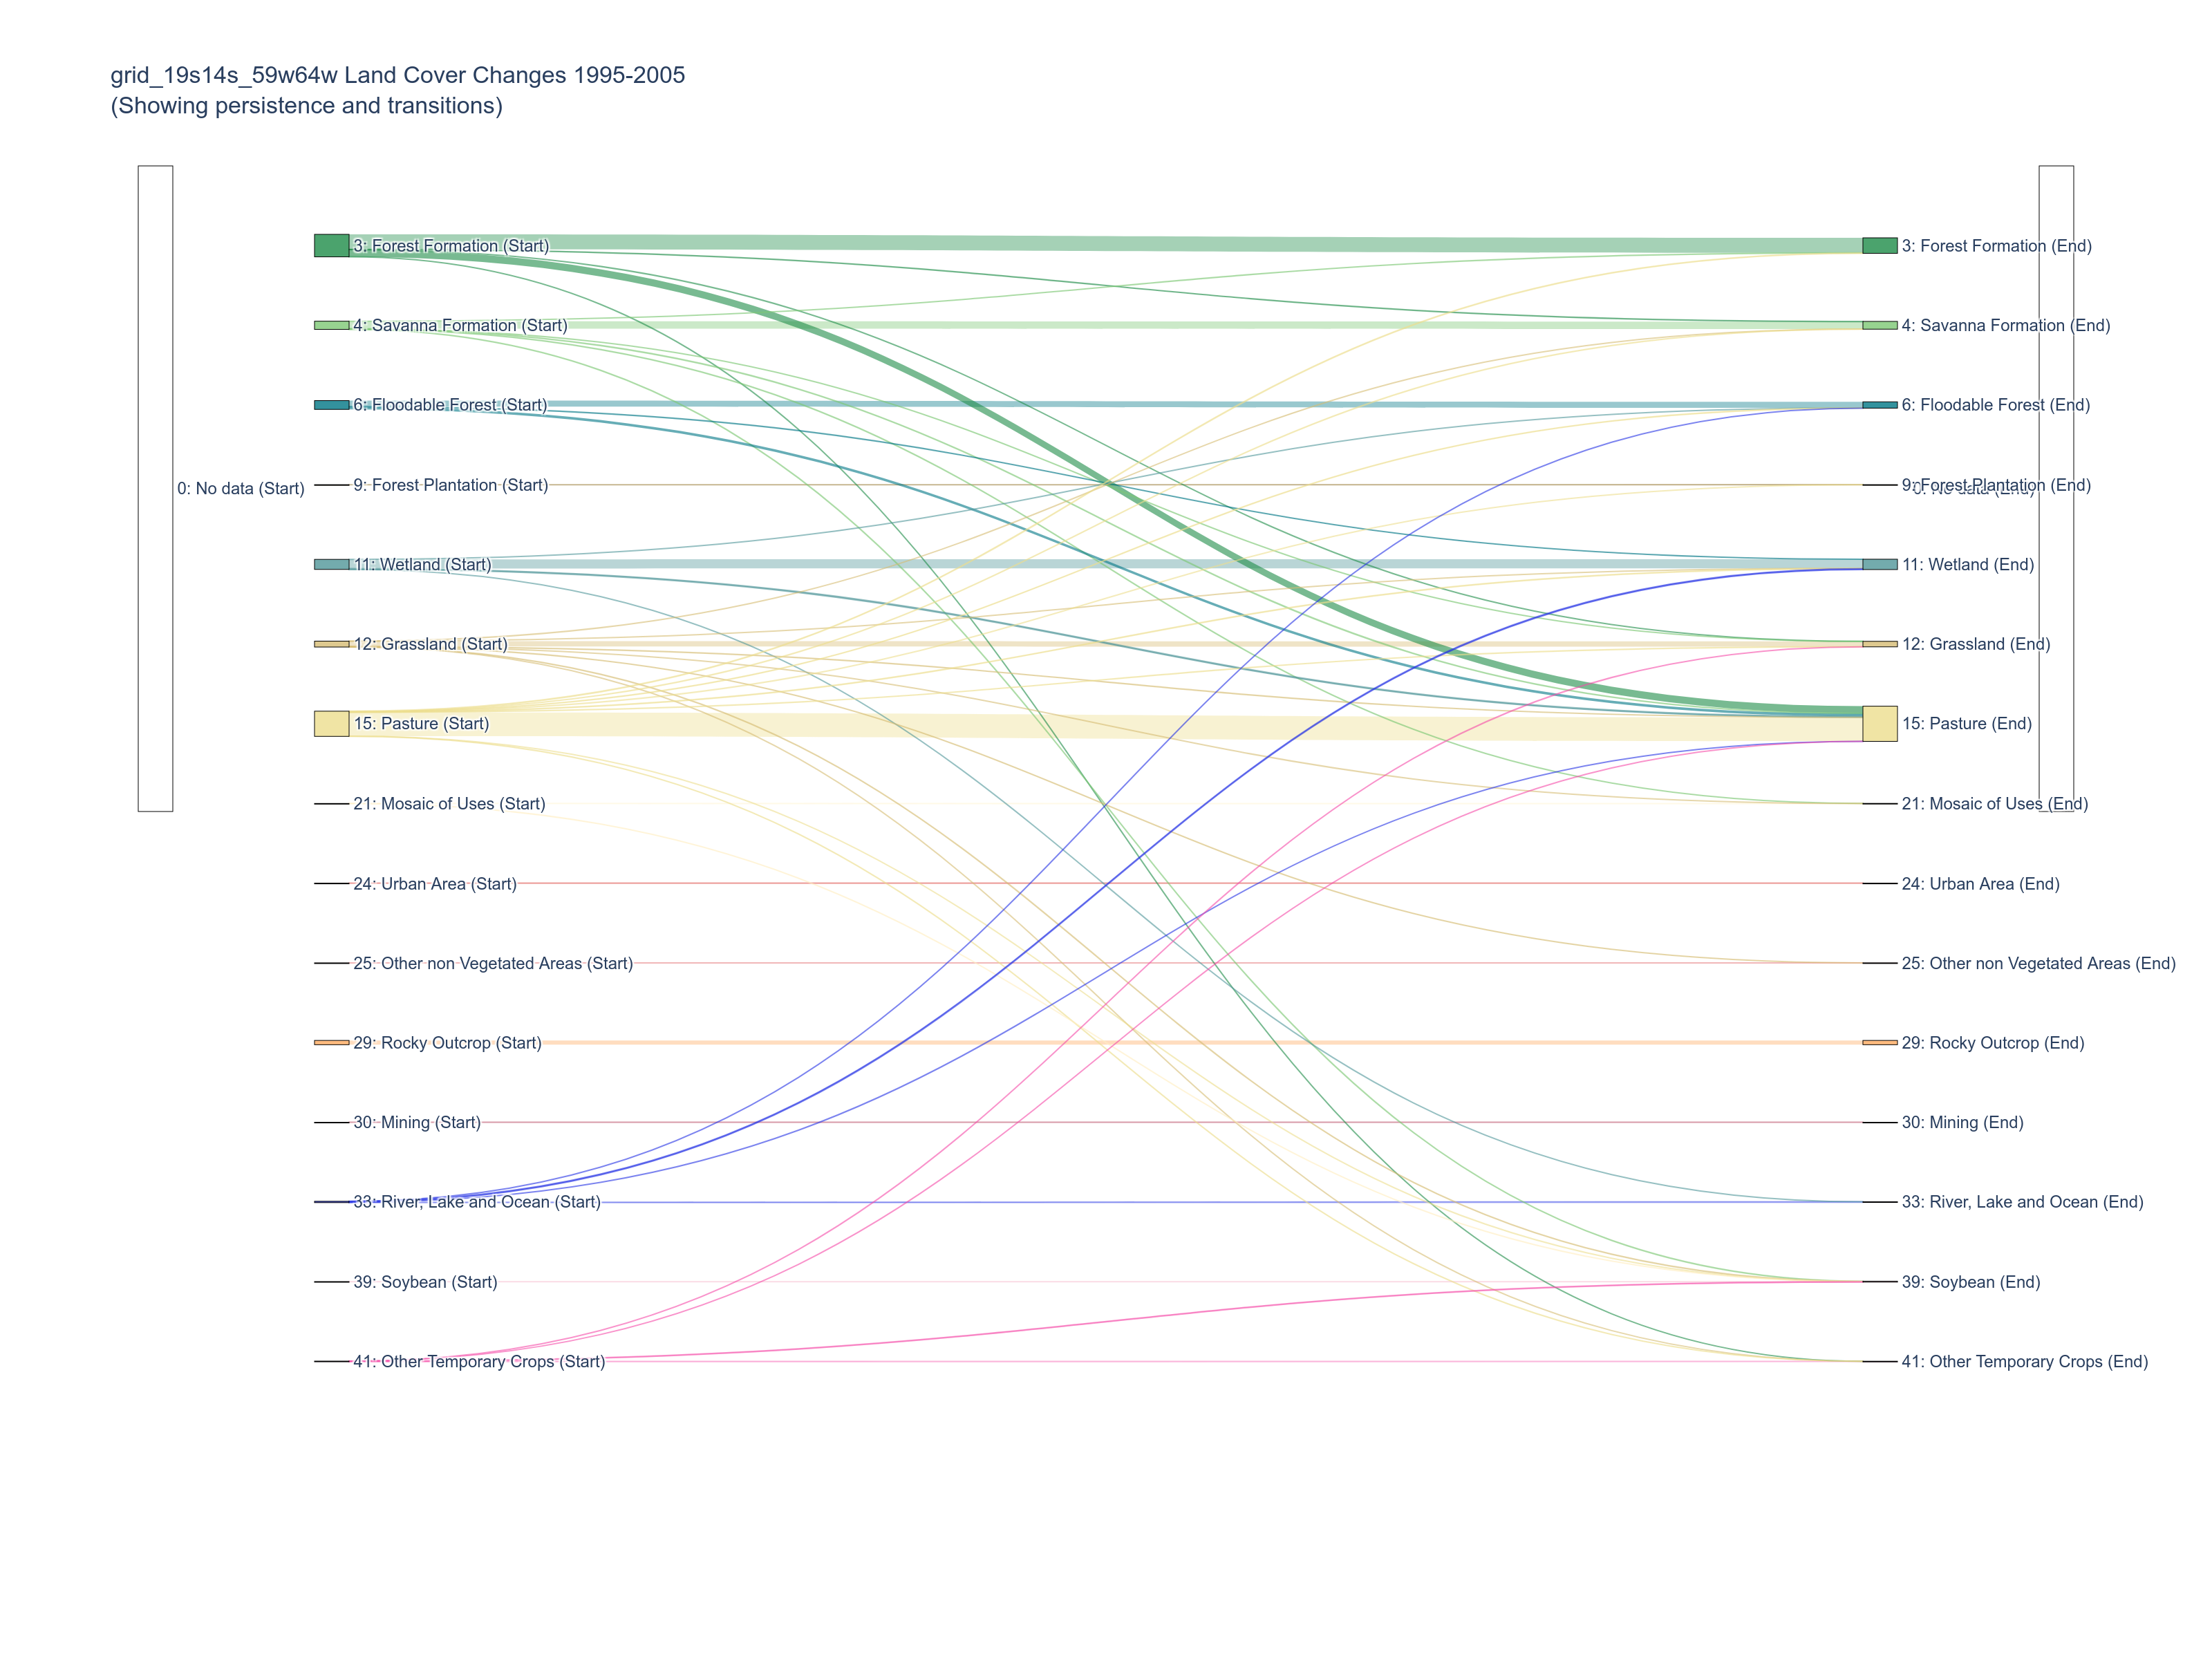 grid_19s14s_59w64w Land Cover Changes 1995-2005
(Showing persistence and transitions)
3: Forest Formation (Start)
3: Forest Formation (End)
4: Savanna Formation (Start)
4: Savanna Formation (End)
6: Floodable Forest (Start)
6: Floodable Forest (End)
0: No data (Start)
9: Forest Plantation (Start)
9: Forest Plantation (End)
0: No data (End)
11: Wetland (Start)
11: Wetland (End)
12: Grassland (Start)
12: Grassland (End)
15: Pasture (Start)
15: Pasture (End)
21: Mosaic of Uses (Start)
21: Mosaic of Uses (End)
24: Urban Area (Start)
24: Urban Area (End)
25: Other non Vegetated Areas (Start)
25: Other non Vegetated Areas (End)
29: Rocky Outcrop (Start)
29: Rocky Outcrop (End)
30: Mining (Start)
30: Mining (End)
33: River, Lake and Ocean (Start)
33: River, Lake and Ocean (End)
39: Soybean (Start)
39: Soybean (End)
41: Other Temporary Crops (Start)
41: Other Temporary Crops (End)